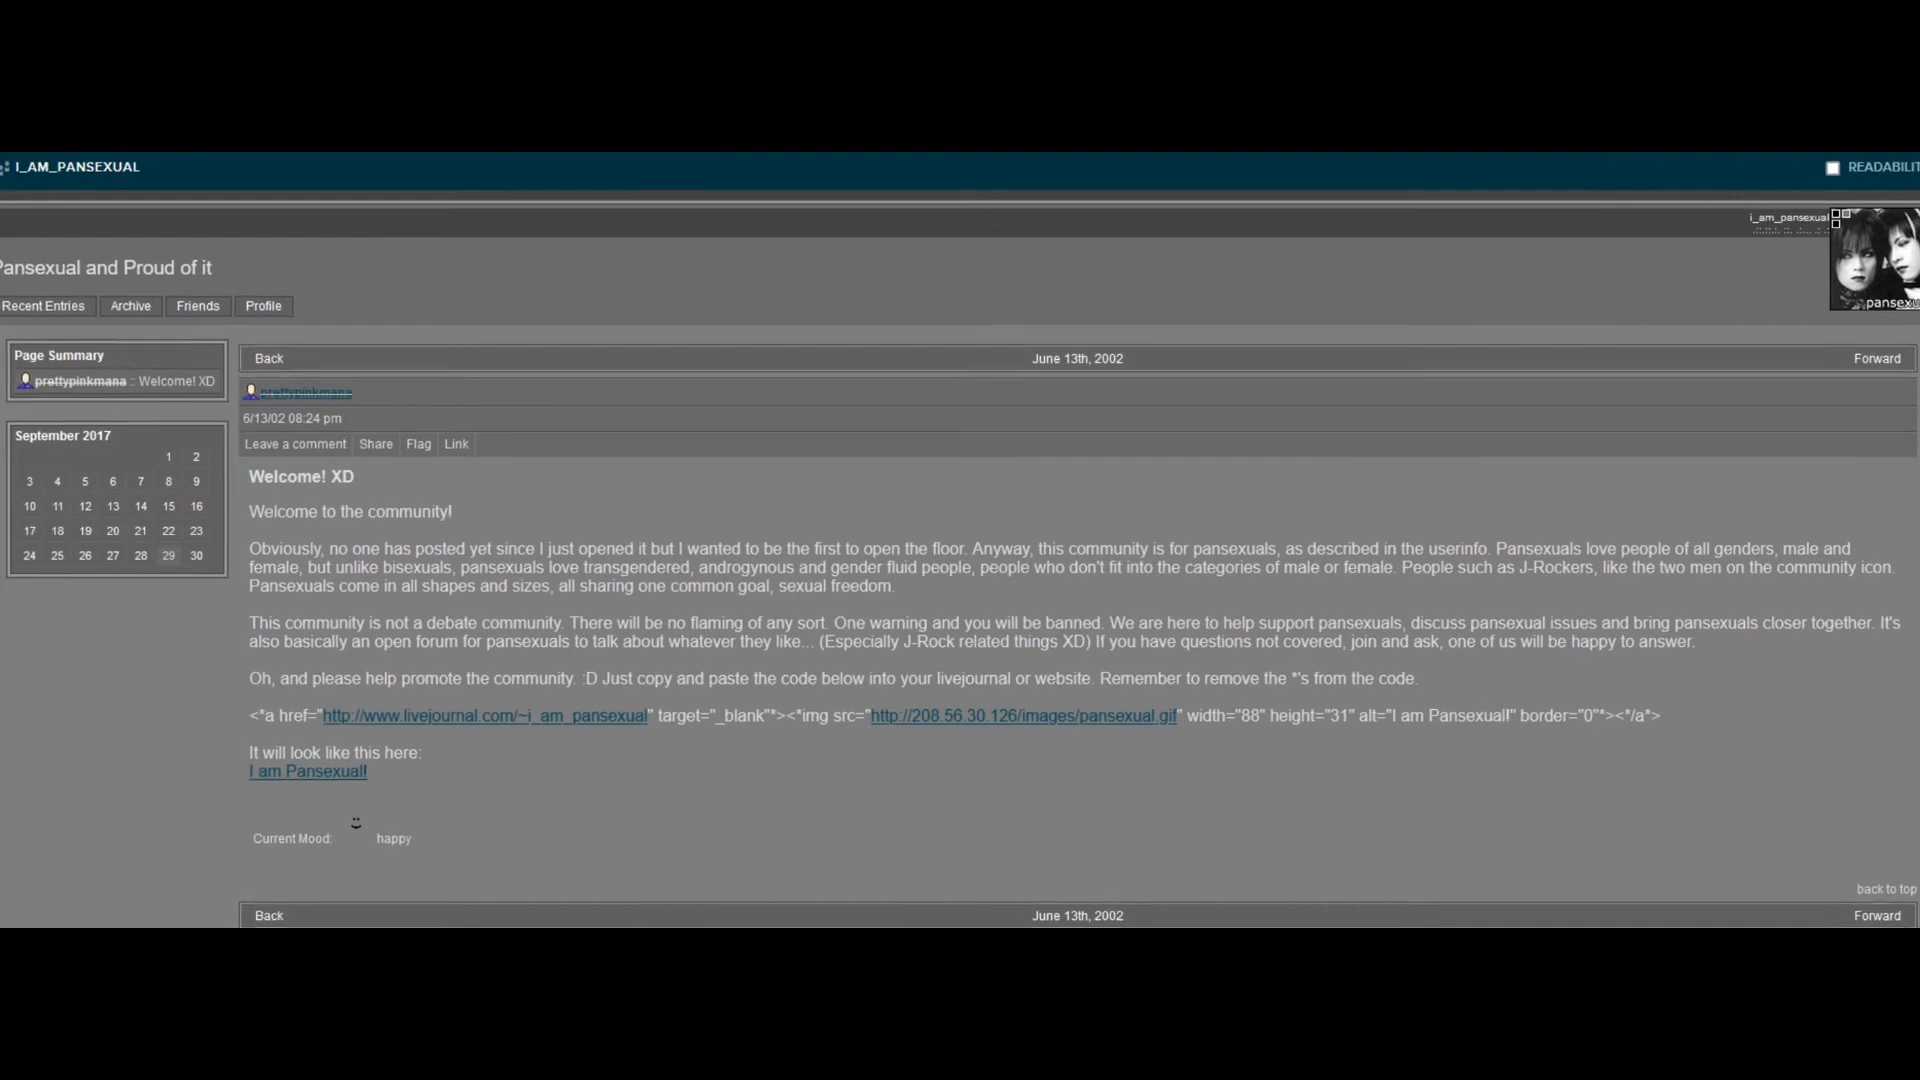 I_AM_PANSEXUAL
READABILIT
i_am_pansexual
pansexu
Pansexual and Proud of it
Recent Entries Archive Friends Profile
Page Summary
prettypinkmana :: Welcome! XD
September 2017
1 2
3 4 5 6 7 8 9
10 11 12 13 14 15 16
17 18 19 20 21 22 23
24 25 26 27 28 29 30
Back June 13th, 2002 Forward
prettypinkmana
6/13/02 08:24 pm
Leave a comment Share Flag Link
Welcome! XD
Welcome to the community!
Obviously, no one has posted yet since I just opened it but I wanted to be the first to open the floor. Anyway, this community is for pansexuals, as described in the userinfo. Pansexuals love people of all genders, male and
female, but unlike bisexuals, pansexuals love transgendered, androgynous and gender fluid people, people who don't fit into the categories of male or female. People such as J-Rockers, like the two men on the community icon.
Pansexuals come in all shapes and sizes, all sharing one common goal, sexual freedom.
This community is not a debate community. There will be no flaming of any sort. One warning and you will be banned. We are here to help support pansexuals, discuss pansexual issues and bring pansexuals closer together. It's
also basically an open forum for pansexuals to talk about whatever they like... (Especially J-Rock related things XD) If you have questions not covered, join and ask, one of us will be happy to answer.
Oh, and please help promote the community. :D Just copy and paste the code below into your livejournal or website. Remember to remove the *'s from the code.
<*a href="http://www.livejournal.com/~i_am_pansexual" target="_blank"*><*img src="http://208.56.30.126/images/pansexual.gif" width="88" height="31" alt="I am Pansexual!" border="0"*><*/a*>
It will look like this here:
I am Pansexual!
Current Mood: happy
back to top
Back June 13th, 2002 Forward